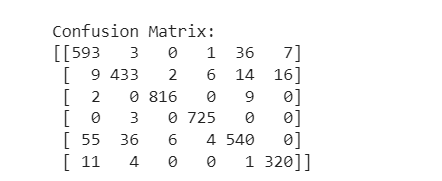 Confusion Matrix:
[[593   3   0   1  36   7]
 [  9 433   2   6  14  16]
 [  2   0 816   0   9   0]
 [  0   3   0 725   0   0]
 [ 55  36   6   4 540   0]
 [ 11   4   0   0   1 320]]